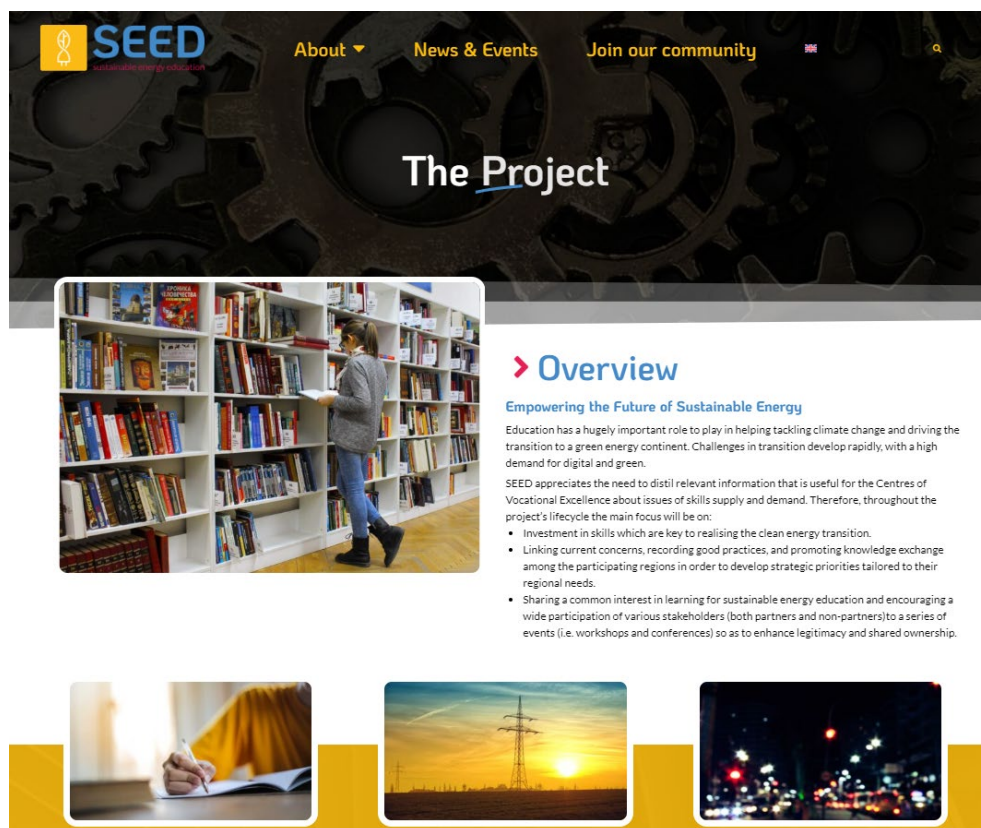 SEED
sustainable energy education
About
News & Events
Join our community
The Project
ХРОНИКА
ЧЕЛОВЕЧЕСТВА
Overview
Empowering the Future of Sustainable Energy
Education has a hugely important role to play in helping tackling climate change and driving the
transition to a green energy continent. Challenges in transition develop rapidly, with a high
demand for digital and green.
SEED appreciates the need to distil relevant information that is useful for the Centres of
Vocational Excellence about issues of skills supply and demand. Therefore, throughout the
project's lifecycle the main focus will be on:
• Investment in skills which are key to realising the clean energy transition.
• Linking current concerns, recording good practices, and promoting knowledge exchange
among the participating regions in order to develop strategic priorities tailored to their
regional needs.
• Sharing a common interest in learning for sustainable energy education and encouraging a
wide participation of various stakeholders (both partners and non-partners)to a series of
events (i.e. workshops and conferences) so as to enhance legitimacy and shared ownership.